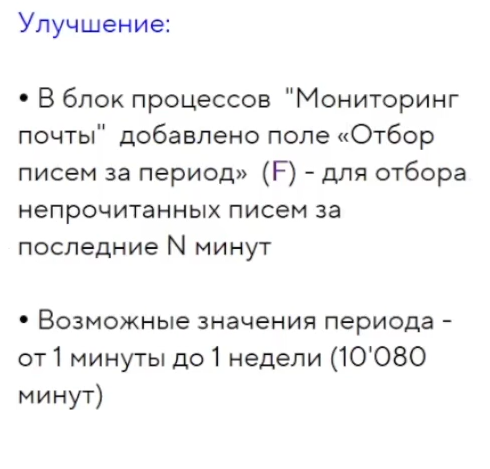 Улучшение:
• В блок процессов "Мониторинг
почты" добавлено поле «Отбор
писем за период» (F) - для отбора
непрочитанных писем за
последние N минут
• Возможные значения периода -
от 1 минуты до 1 недели (10'080
минут)